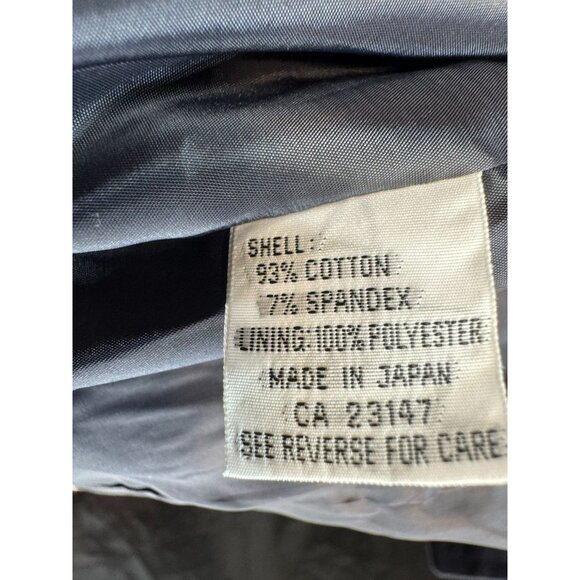 SHELL:
93% COTTON
7% SPANDEX
LINING:100% POLYESTER
MADE IN JAPAN
CA 23147
SEE REVERSE FOR CARE